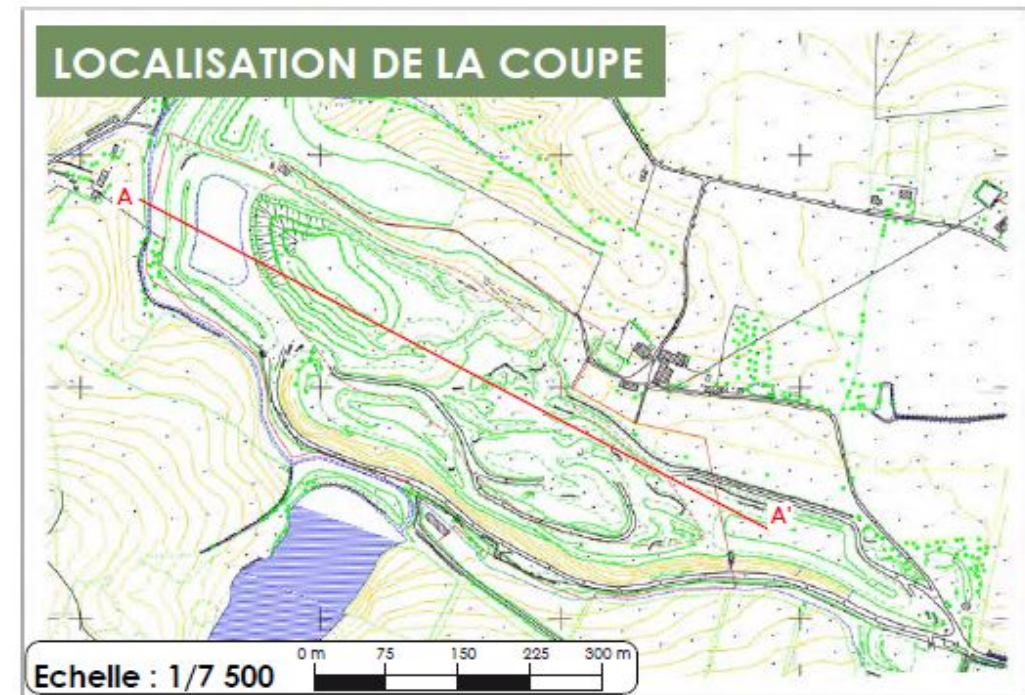 LOCALISATION DE LA COUPE
A
A'
Echelle : 1/7 500
0 m 75 150 225 300 m